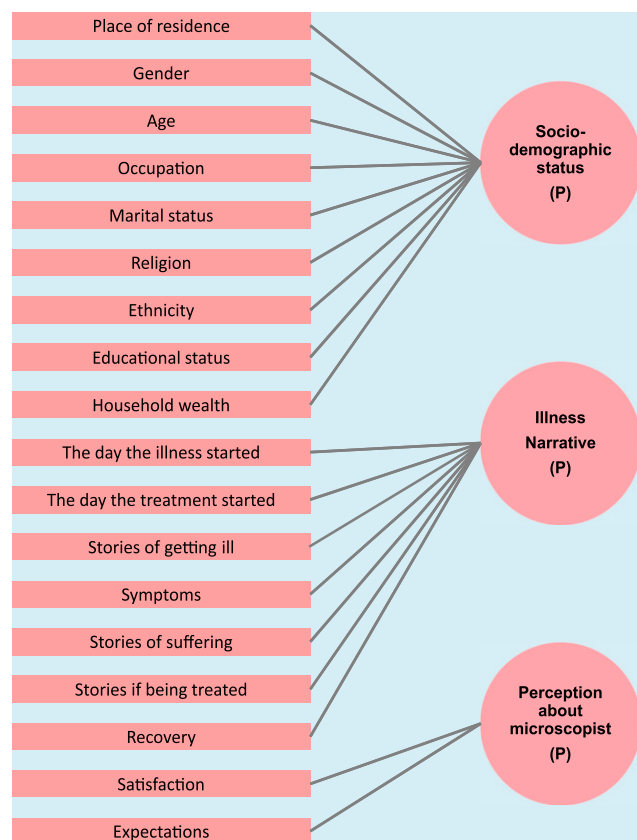 Place of residence
Gender
Age
Occupation
Marital status
Religion
Ethnicity
Educational status
Household wealth
The day the illness started
The day the treatment started
Stories of getting ill
Symptoms
Stories of suffering
Stories if being treated
Recovery
Satisfaction
Expectations
Socio-
demographic
status
(P)
Illness
Narrative
(P)
Perception
about
microscopist
(P)